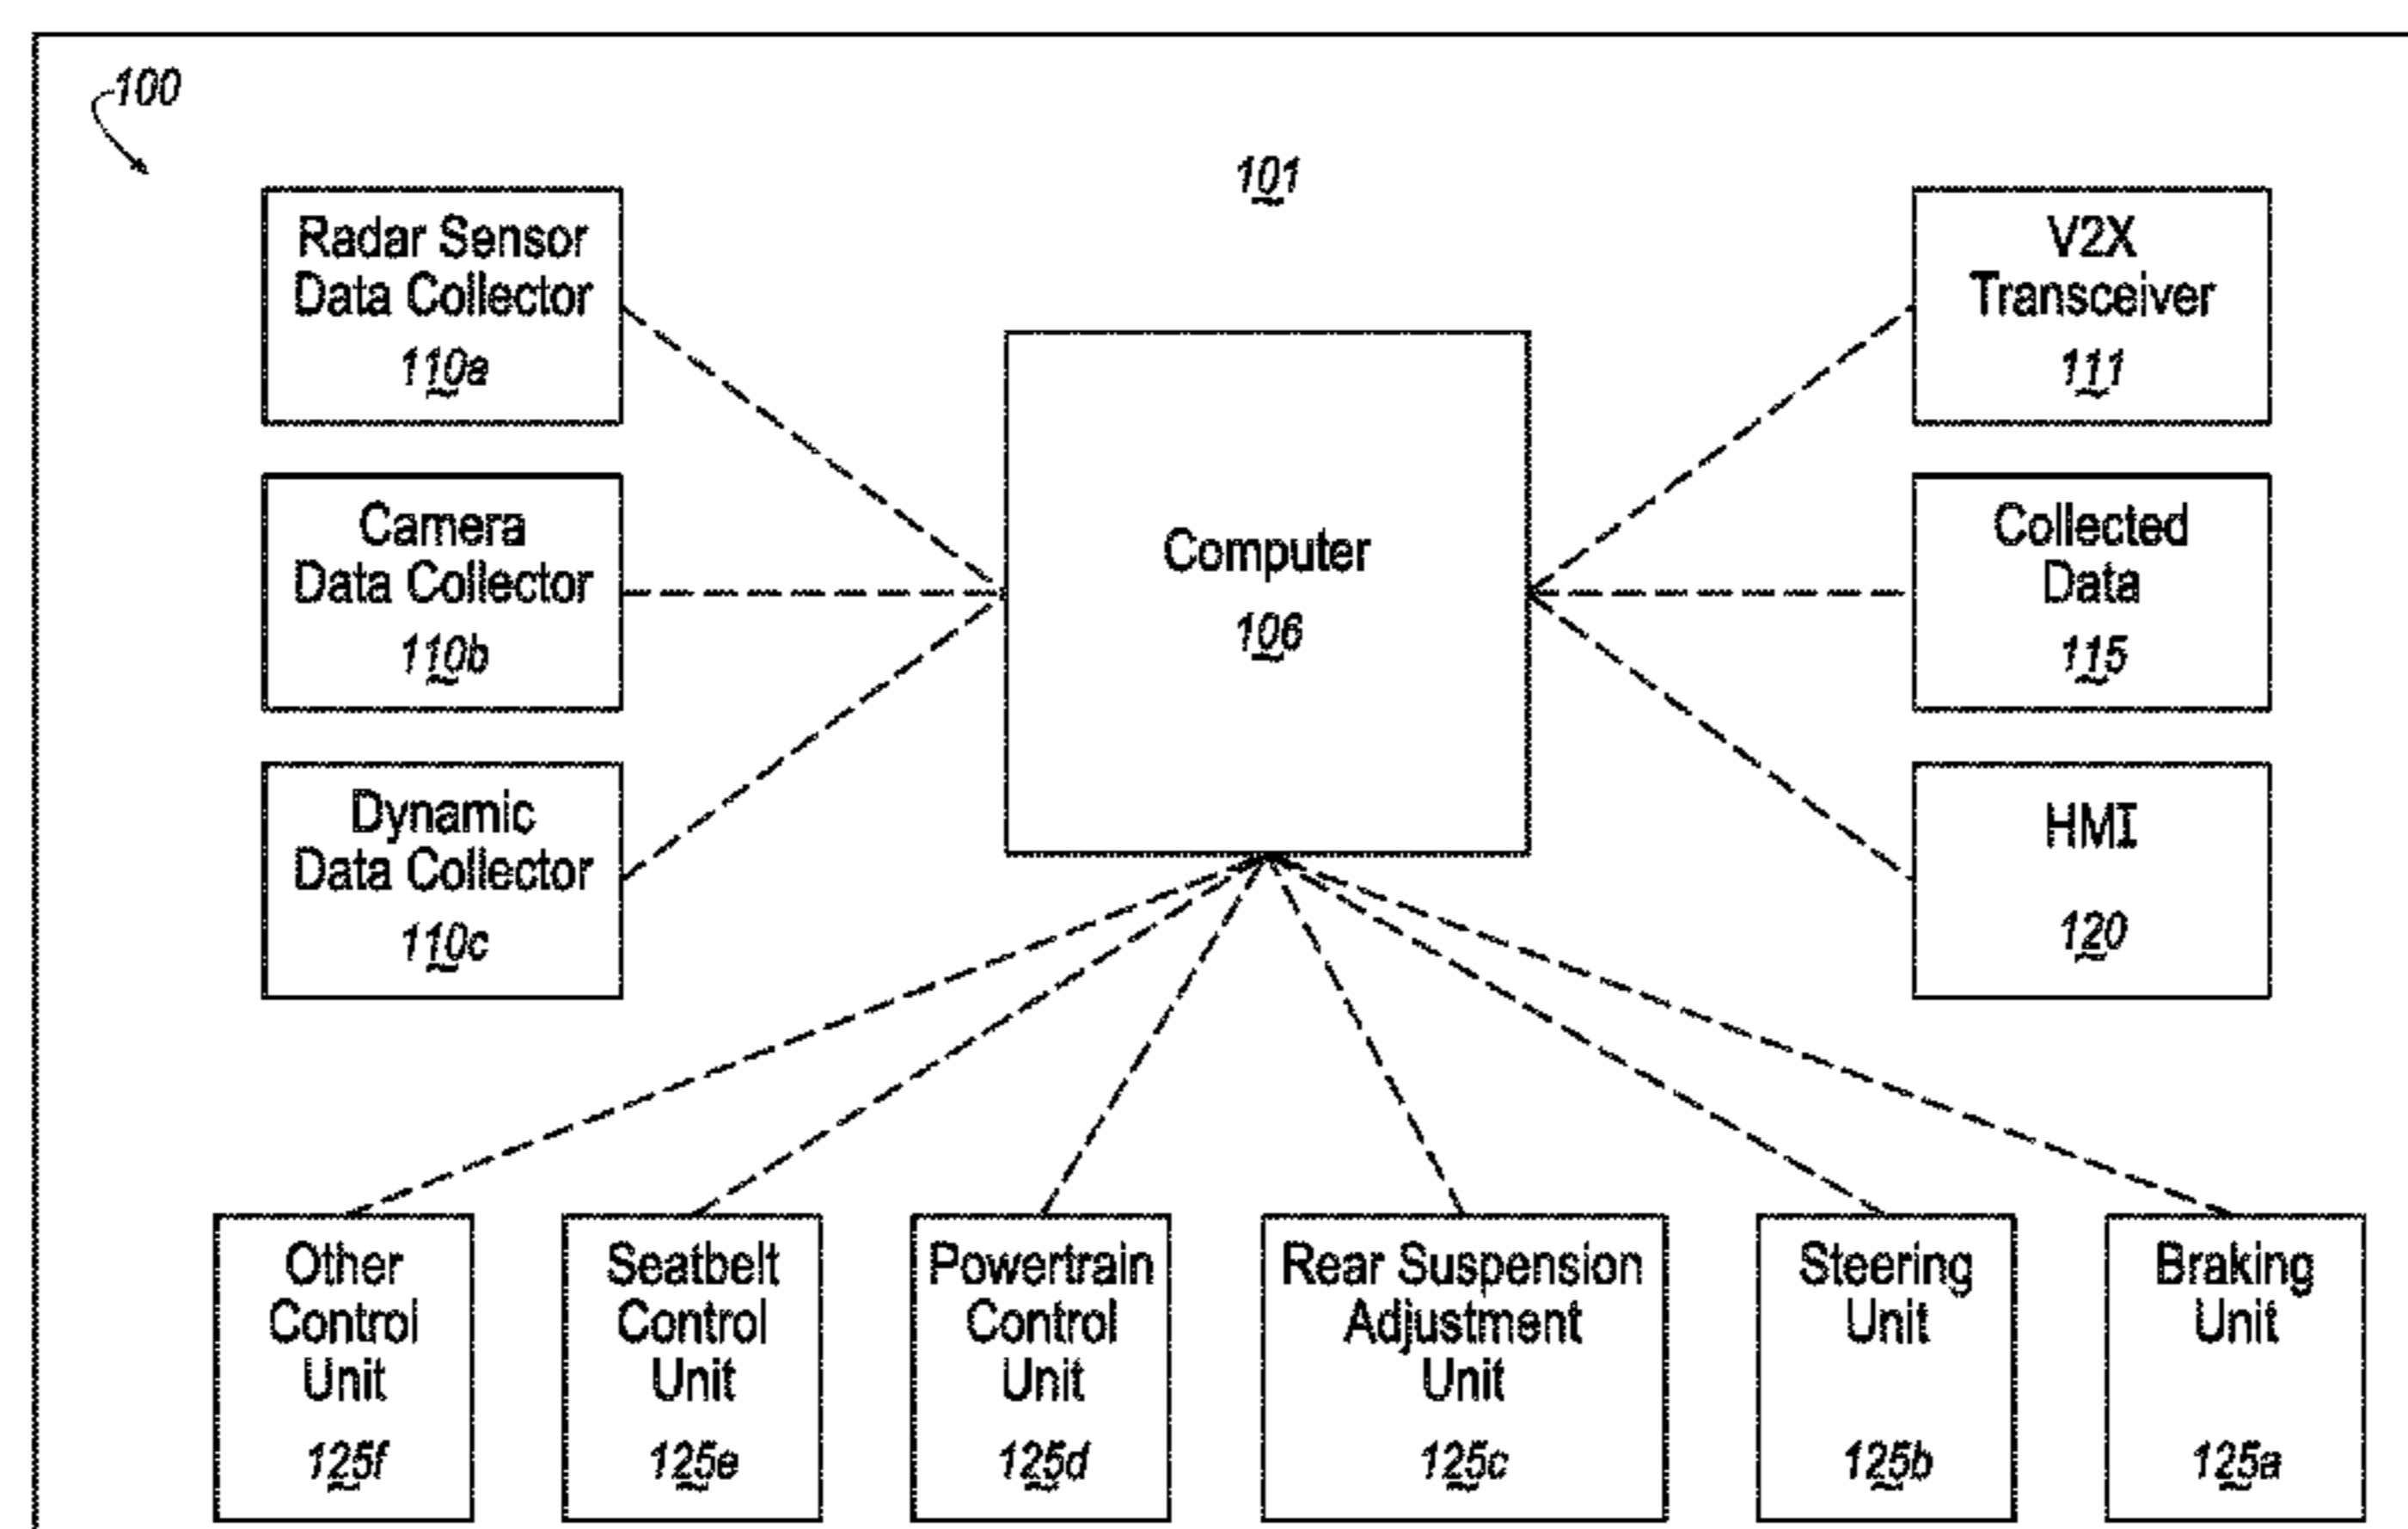 100
101
Radar Sensor
Data Collector
110a
V2X
Transceiver
111
Camera
Data Collector
110b
Computer
106
Collected
Data
115
Dynamic
Data Collector
110c
HMI
120
Other
Control
Unit
125f
Seatbelt
Control
Unit
125e
Powertrain
Control
Unit
125d
Rear Suspension
Adjustment
Unit
125c
Steering
Unit
125b
Braking
Unit
125a